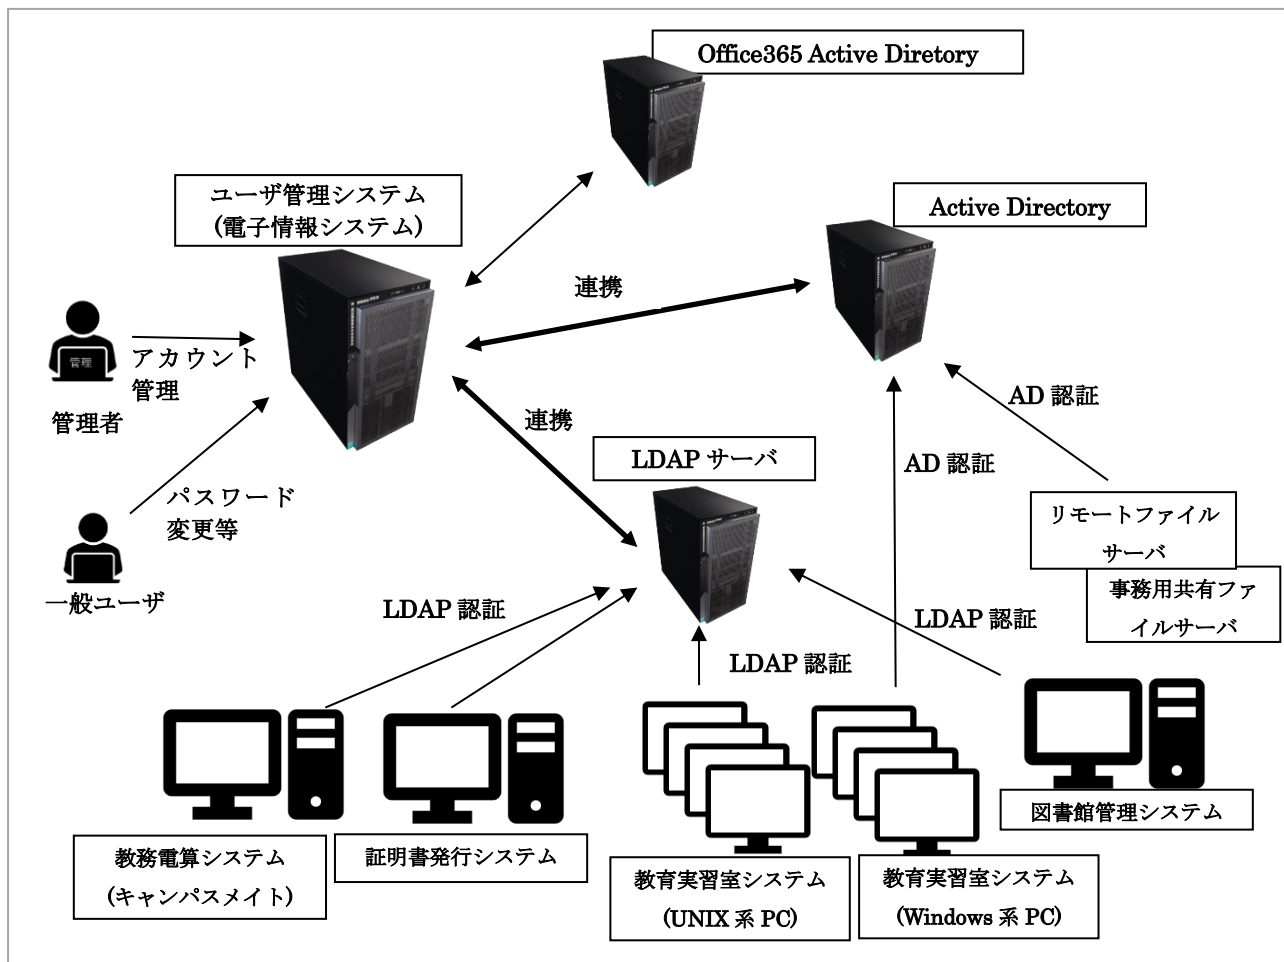 Office365 Active Diretory
ユーザ管理システム
(電子情報システム)
Active Directory
連携
管理
アカウント
管理
管理者
AD 認証
連携
LDAP サーバ
AD 認証
パスワード
変更等
リモートファイル
サーバ
一般ユーザ
事務用共有ファ
イルサーバ
LDAP 認証
LDAP 認証
LDAP 認証
図書館管理システム
教務電算システム
(キャンパスメイト)
証明書発行システム
教育実習室システム
(UNIX 系 PC)
教育実習室システム
(Windows 系 PC)